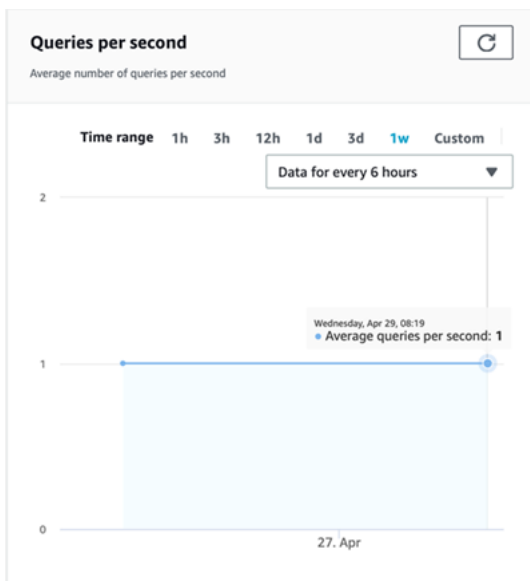 Queries per second
Average number of queries per second
Time range 1h 3h 12h 1d 3d 1w Custom
Data for every 6 hours
2
Wednesday, Apr 29, 08:19
Average queries per second: 1
1
0
27. Apr